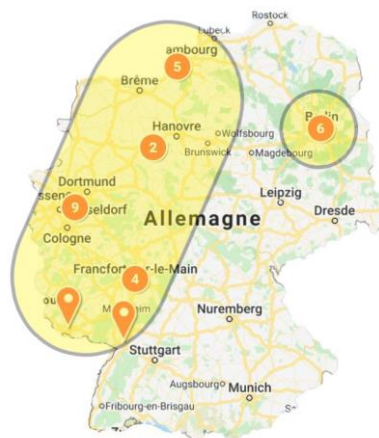 Rostock
Lubeck
ambourg
5
Brême
Berlin
6
Hanovre
Wolfsbourg
2
Brunswick
Magdebourg
Dortmund
Leipzig
9
Allemagne
Dresde
Cologne
Francfort-sur-le-Main
4
Nuremberg
Stuttgart
Augsbourg
Munich
Fribourg-en-Brisgau